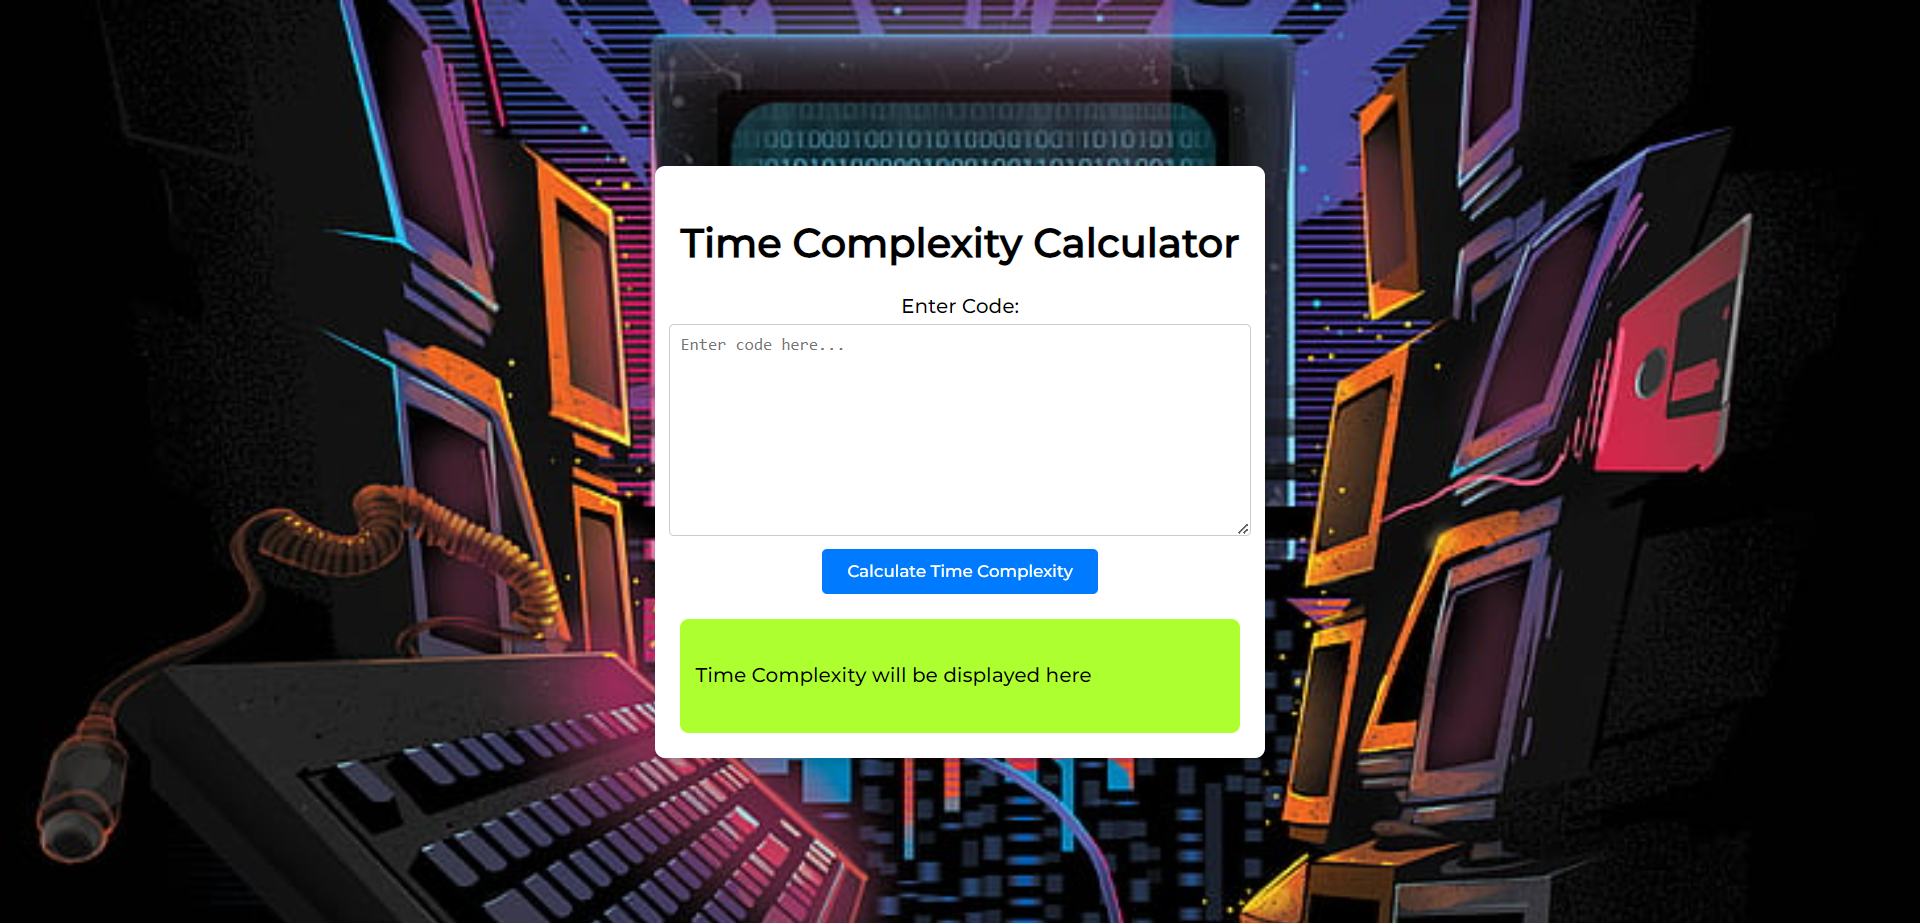 Time Complexity Calculator
Enter Code:
Enter code here...
Calculate Time Complexity
Time Complexity will be displayed here